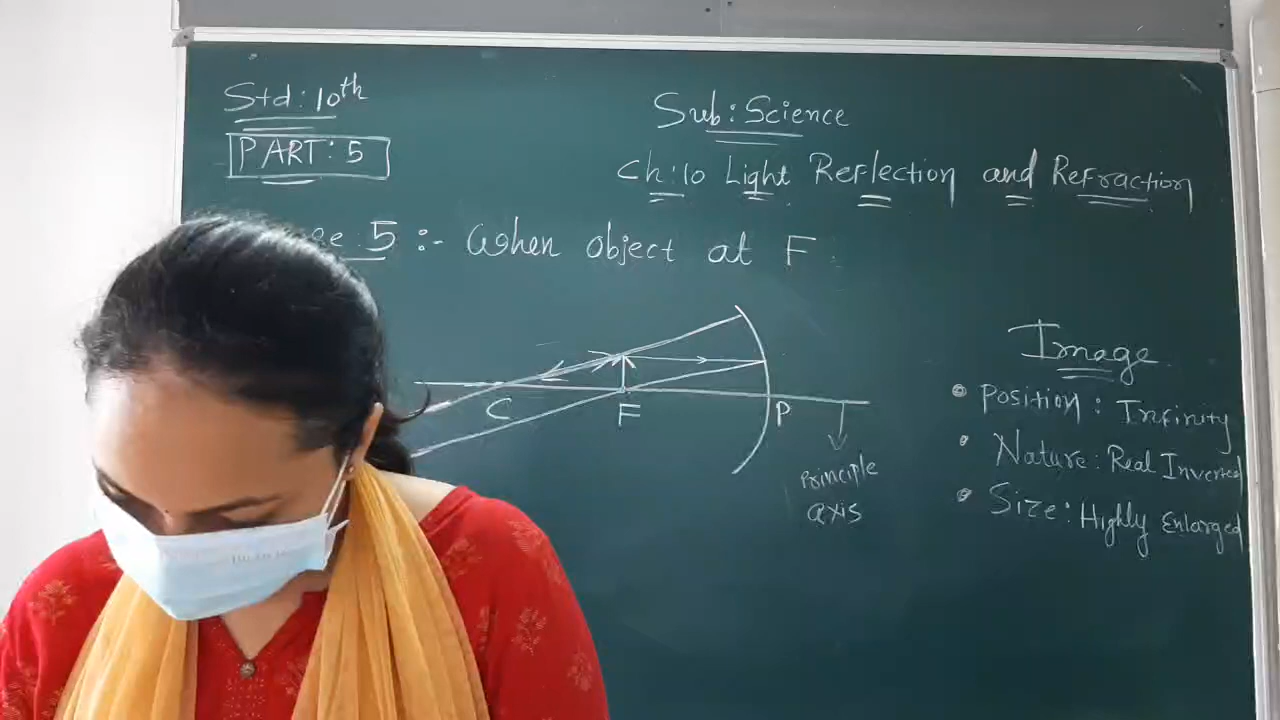 Std: 10th
PART: 5
Sub: Science
Ch: 10 Light Reflection and Refraction
5 :- When object at F
C
F
P
Principle
axis
Image
Position: Infinity
Nature: Real Inverted
Size: Highly Enlarged